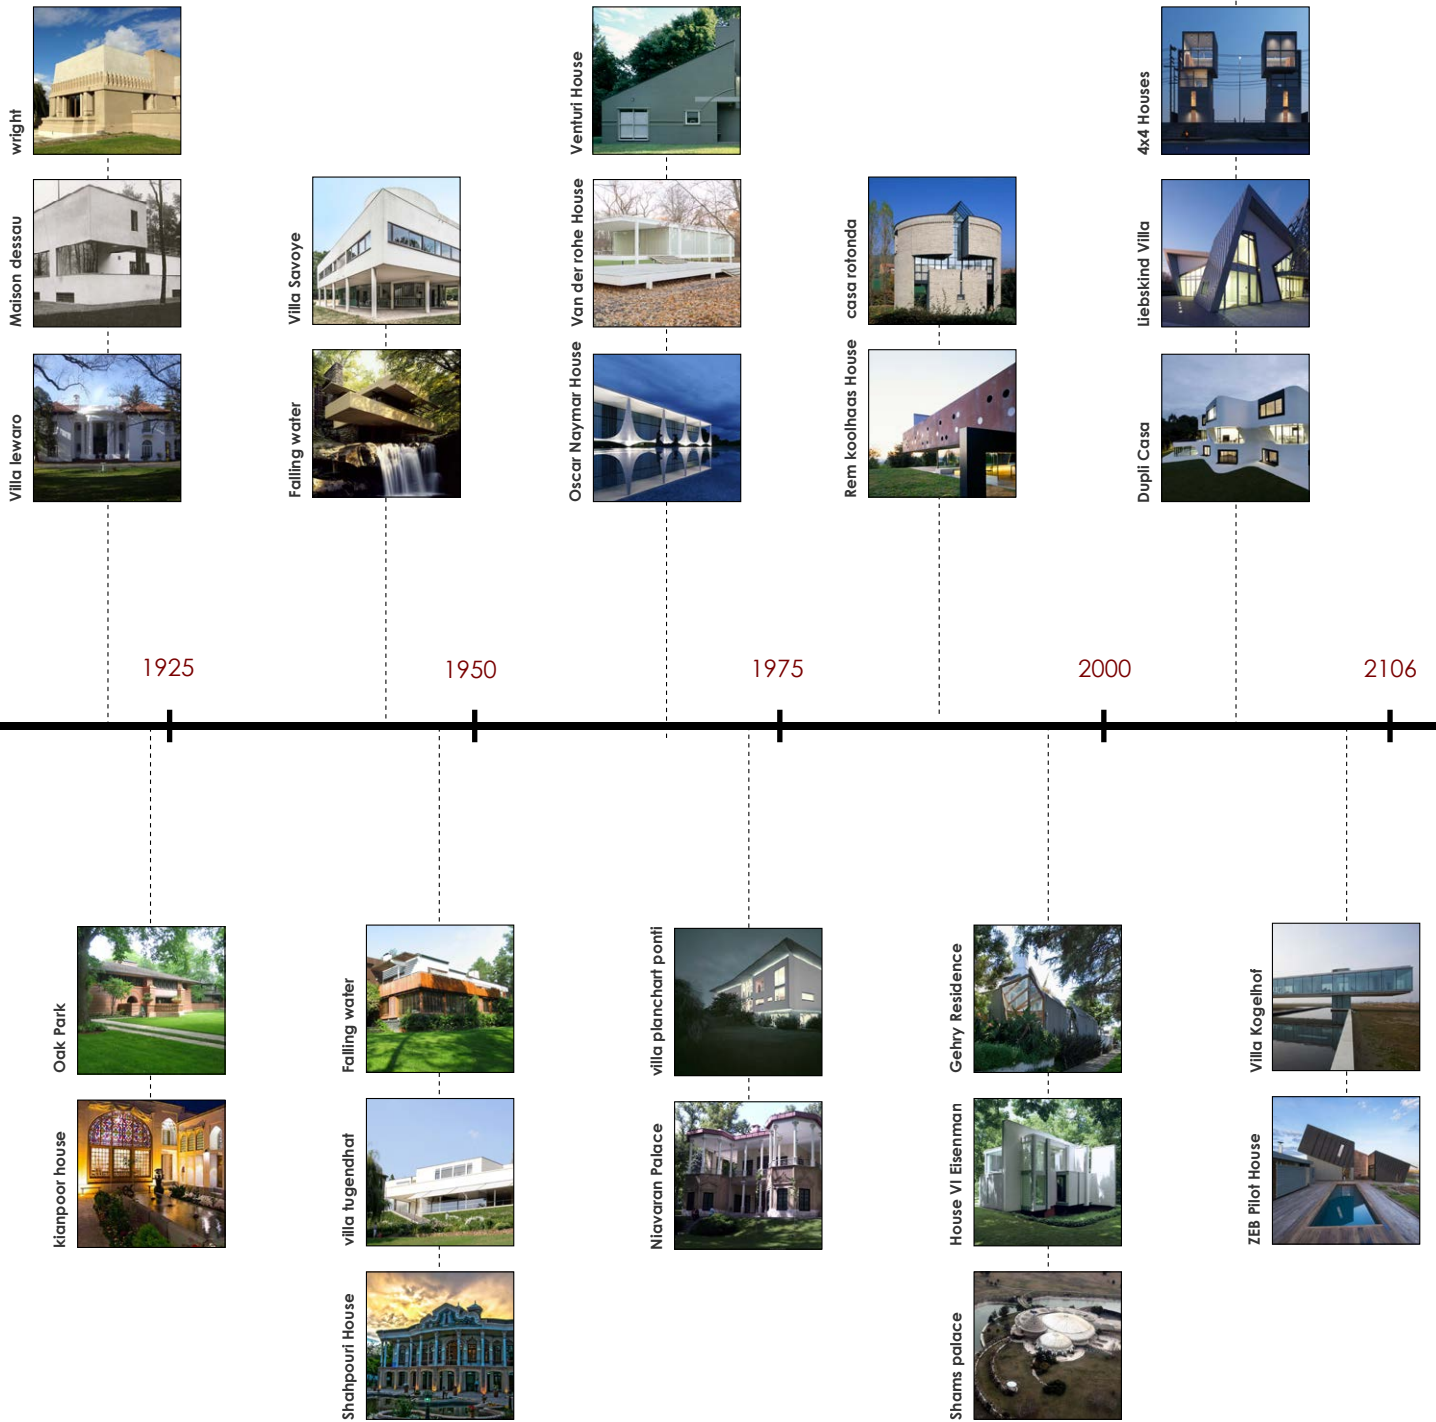 wright
Maison dessau
Villa lewaro
Villa Savoye
Falling water
Venturi House
Van der rohe House
Oscar Naymar House
casa rotonda
Rem koolhaas House
4x4 Houses
Liebskind Villa
Dupli Casa
1925
1950
1975
2000
2106
Oak Park
kianpoor house
Falling water
villa tugendhat
Shahpouri House
villa planchart ponti
Niavaran Palace
Gehry Residence
House VI Eisenman
Shams palace
Villa Kogelhof
ZEB Pilot House